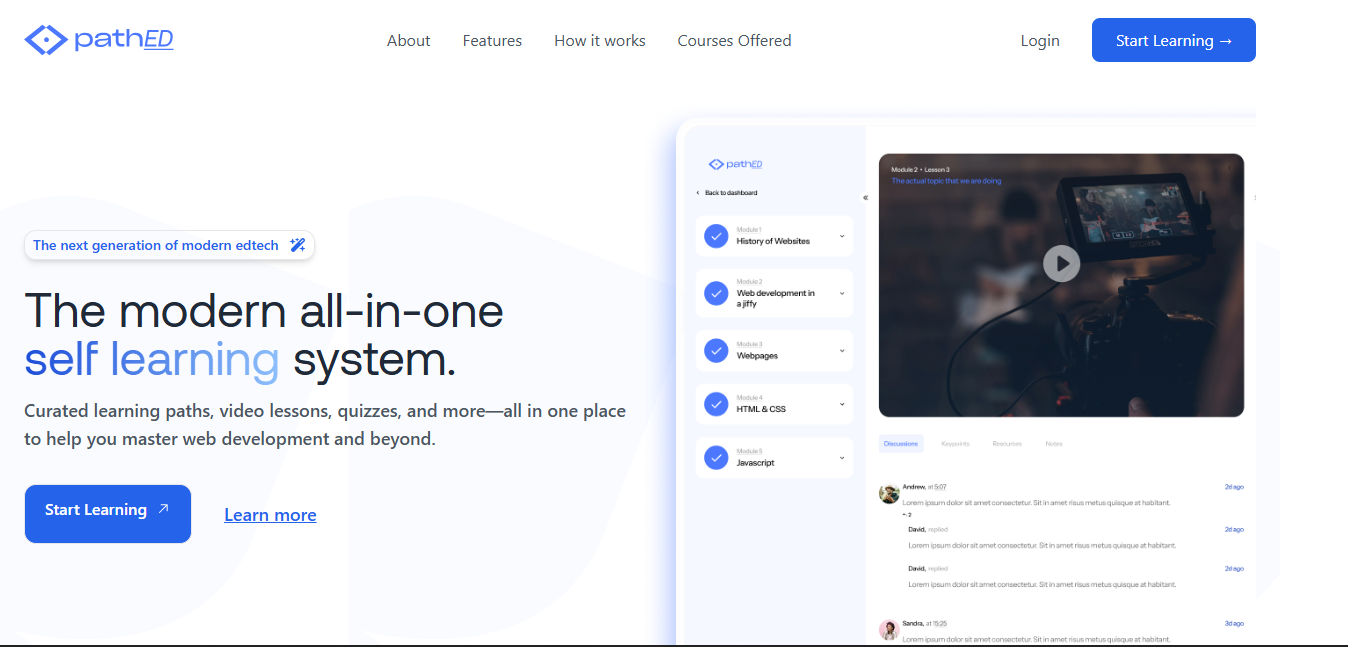 pathED
About Features How it works Courses Offered Login Start Learning →
The next generation of modern edtech
The modern all-in-one
self learning system.
Curated learning paths, video lessons, quizzes, and more—all in one place
to help you master web development and beyond.
Start Learning
Learn more
pathED
Back to dashboard
Module 1
History of Websites
Module 2
Web development in
a jiffy
Module 3
Webpages
Module 4
HTML & CSS
Module 5
Javascript
Module 2 • Lesson 3
The actual topic that we are doing
Discussions Keypoints Resources Notes
Andrew, at 5:07 2d ago
Lorem ipsum dolor sit amet consectetur. Sit in amet risus metus quisque at habitant.
2
David, replied 2d ago
Lorem ipsum dolor sit amet consectetur. Sit in amet risus metus quisque at habitant.
David, replied 2d ago
Lorem ipsum dolor sit amet consectetur. Sit in amet risus metus quisque at habitant.
Sandra, at 15:25 3d ago
Lorem ipsum dolor sit amet consectetur. Sit in amet risus metus quisque at habitant.